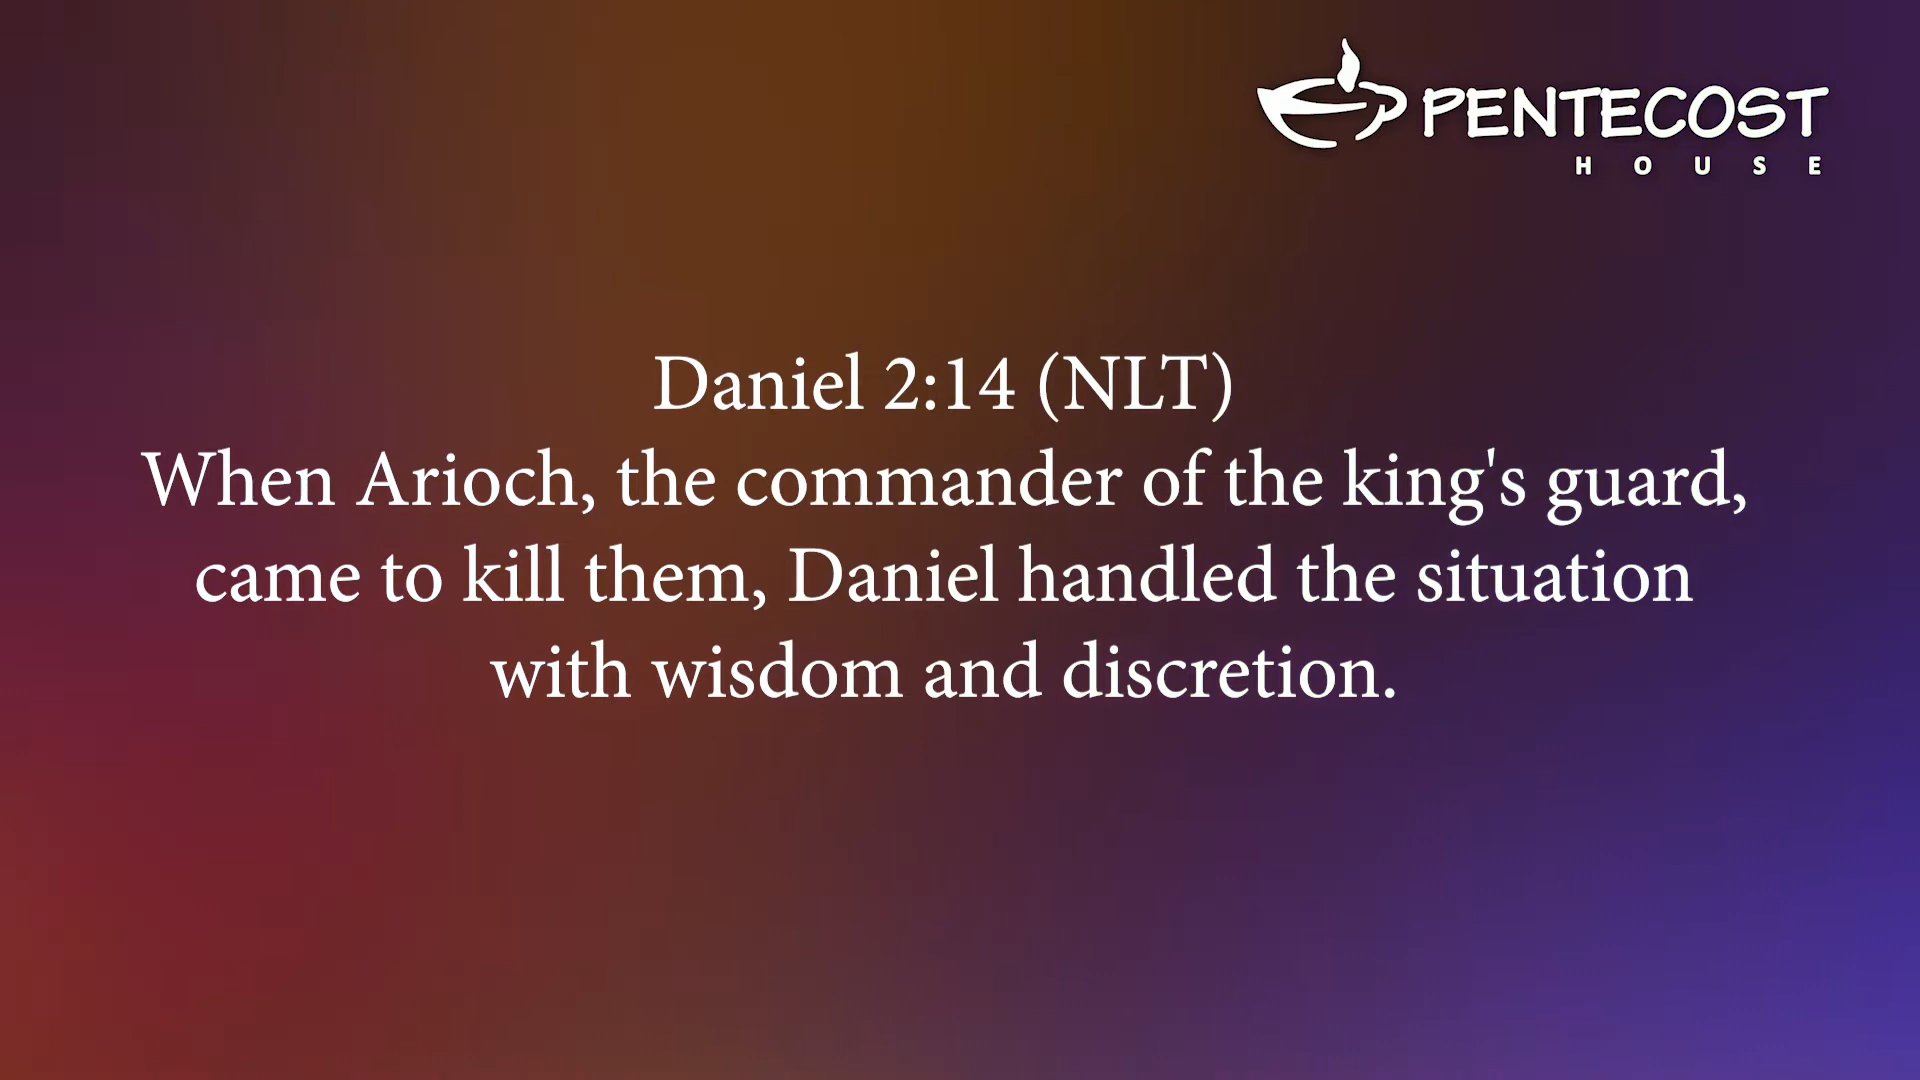 PENTECOST
HOUSE
Daniel 2:14 (NLT)
When Arioch, the commander of the king's guard,
came to kill them, Daniel handled the situation
with wisdom and discretion.